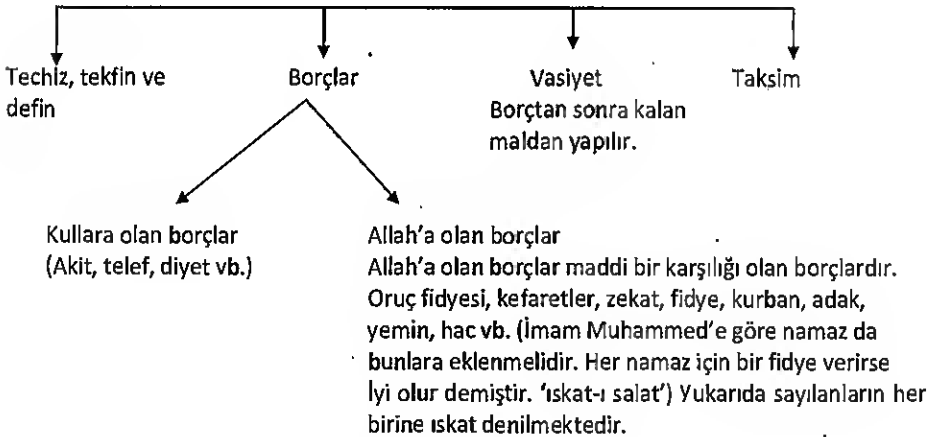 Techiz, tekfin ve
defin
Borçlar
Vasiyet
Borçtan sonra kalan
maldan yapılır.
Taksim
Kullara olan borçlar
(Akit, telef, diyet vb.)
Allah'a olan borçlar
Allah'a olan borçlar maddi bir karşılığı olan borçlardır.
Oruç fidyesi, kefaretler, zekat, fidye, kurban, adak,
yemin, hac vb. (İmam Muhammed'e göre namaz da
bunlara eklenmelidir. Her namaz için bir fidye verirse
İyi olur demiştir. 'ıskat-ı salat') Yukarıda sayılanların her
birine ıskat denilmektedir.